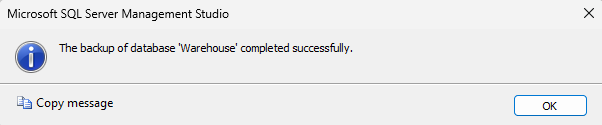 Microsoft SQL Server Management Studio
The backup of database 'Warehouse' completed successfully.
Copy message
OK